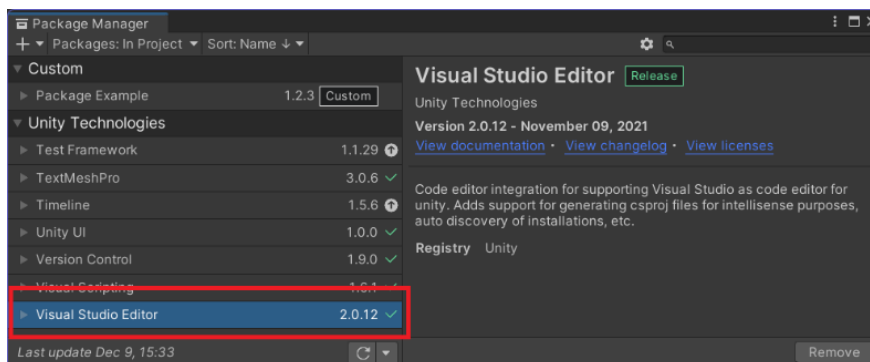 Package Manager
Packages: In Project Sort: Name ↓
Custom
Package Example 1.2.3 Custom
Unity Technologies
Test Framework 1.1.29
TextMeshPro 3.0.6
Timeline 1.5.6
Unity UI 1.0.0
Version Control 1.9.0
Visual Scripting 1.6.1
Visual Studio Editor 2.0.12
Last update Dec 9, 15:33
Visual Studio Editor Release
Unity Technologies
Version 2.0.12 - November 09, 2021
View documentation • View changelog • View licenses
Code editor integration for supporting Visual Studio as code editor for
unity. Adds support for generating csproj files for intellisense purposes,
auto discovery of installations, etc.
Registry Unity
Remove